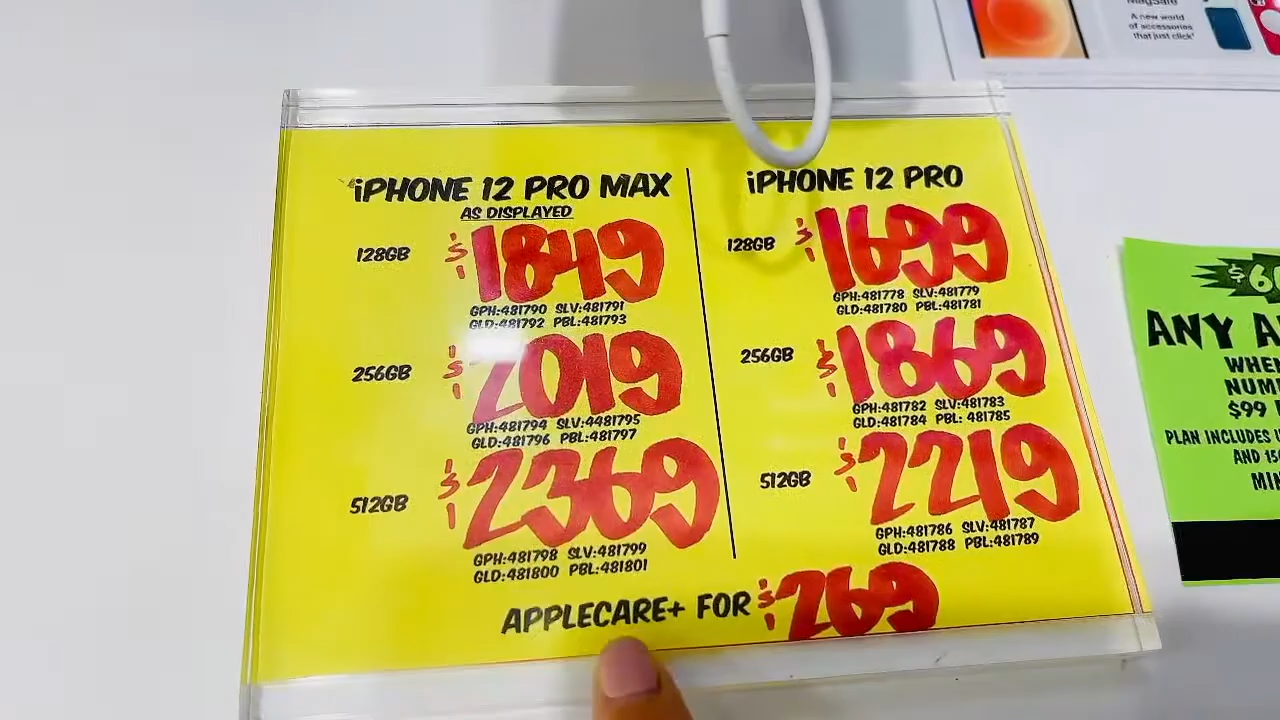 MagSafe
A new world
of accessories
that just click
iPHONE 12 PRO MAX
AS DISPLAYED
128GB $1849
GPH:481790 SLV:481791
GLD:481792 PBL:481793
256GB $2019
GPH:481794 SLV:4481795
GLD:481796 PBL:481797
512GB $2369
GPH:481798 SLV:481799
GLD:481800 PBL:481801
iPHONE 12 PRO
128GB $1699
GPH:481778 SLV:481779
GLD:481780 PBL:481781
256GB $1869
GPH:481782 SLV:481783
GLD:481784 PBL: 481785
512GB $2219
GPH:481786 SLV:481787
GLD:481788 PBL:481789
APPLECARE+ FOR $269
ANY
WHE
NUM
$99
PLAN INCLUDES
AND
MI